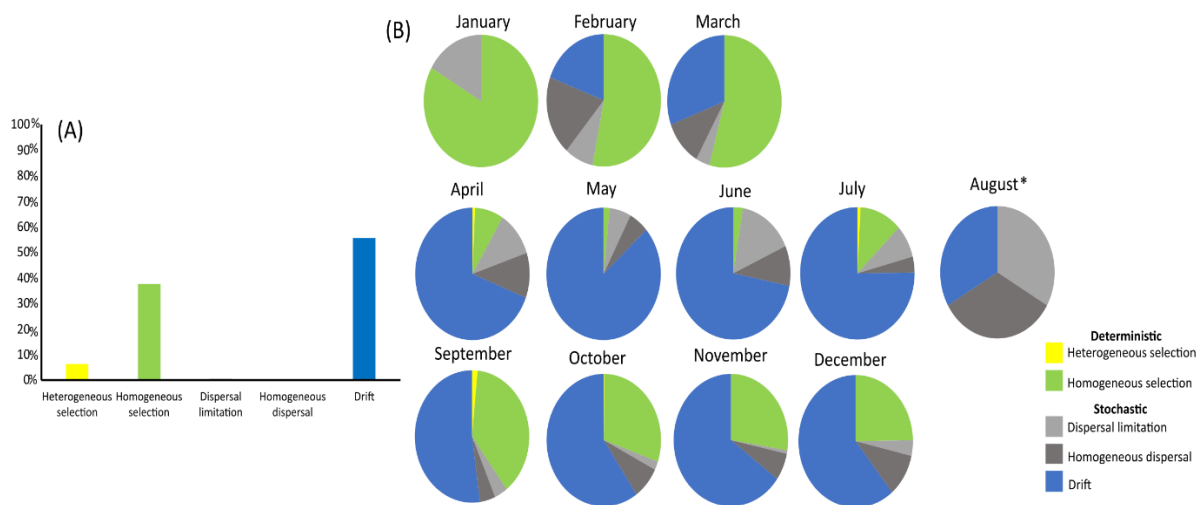 (A)
100%
90%
80%
70%
60%
50%
40%
30%
20%
10%
0%
Heterogeneous
selection
Homogeneous
selection
Dispersal
limitation
Homogeneous
dispersal
Drift
(B)
January
February
March
April
May
June
July
August*
September
October
November
December
Deterministic
Heterogeneous selection
Homogeneous selection
Stochastic
Dispersal limitation
Homogeneous dispersal
Drift